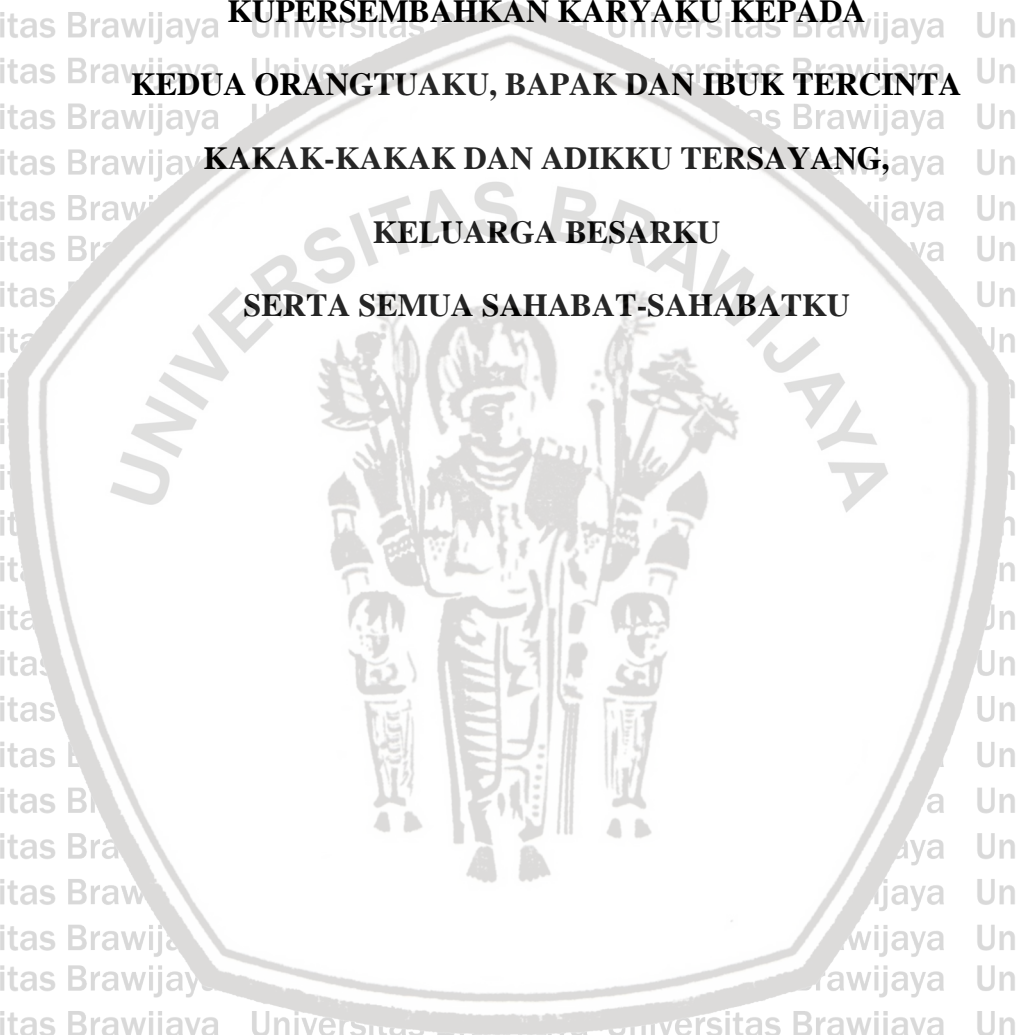 KUPERSEMBAHKAN KARYAKU KEPADA
KEDUA ORANGTUAKU, BAPAK DAN IBUK TERCINTA
KAKAK-KAKAK DAN ADIKKU TERSAYANG,
KELUARGA BESARKU
SERTA SEMUA SAHABAT-SAHABATKU
UNIVERSITAS BRAWIJAYA